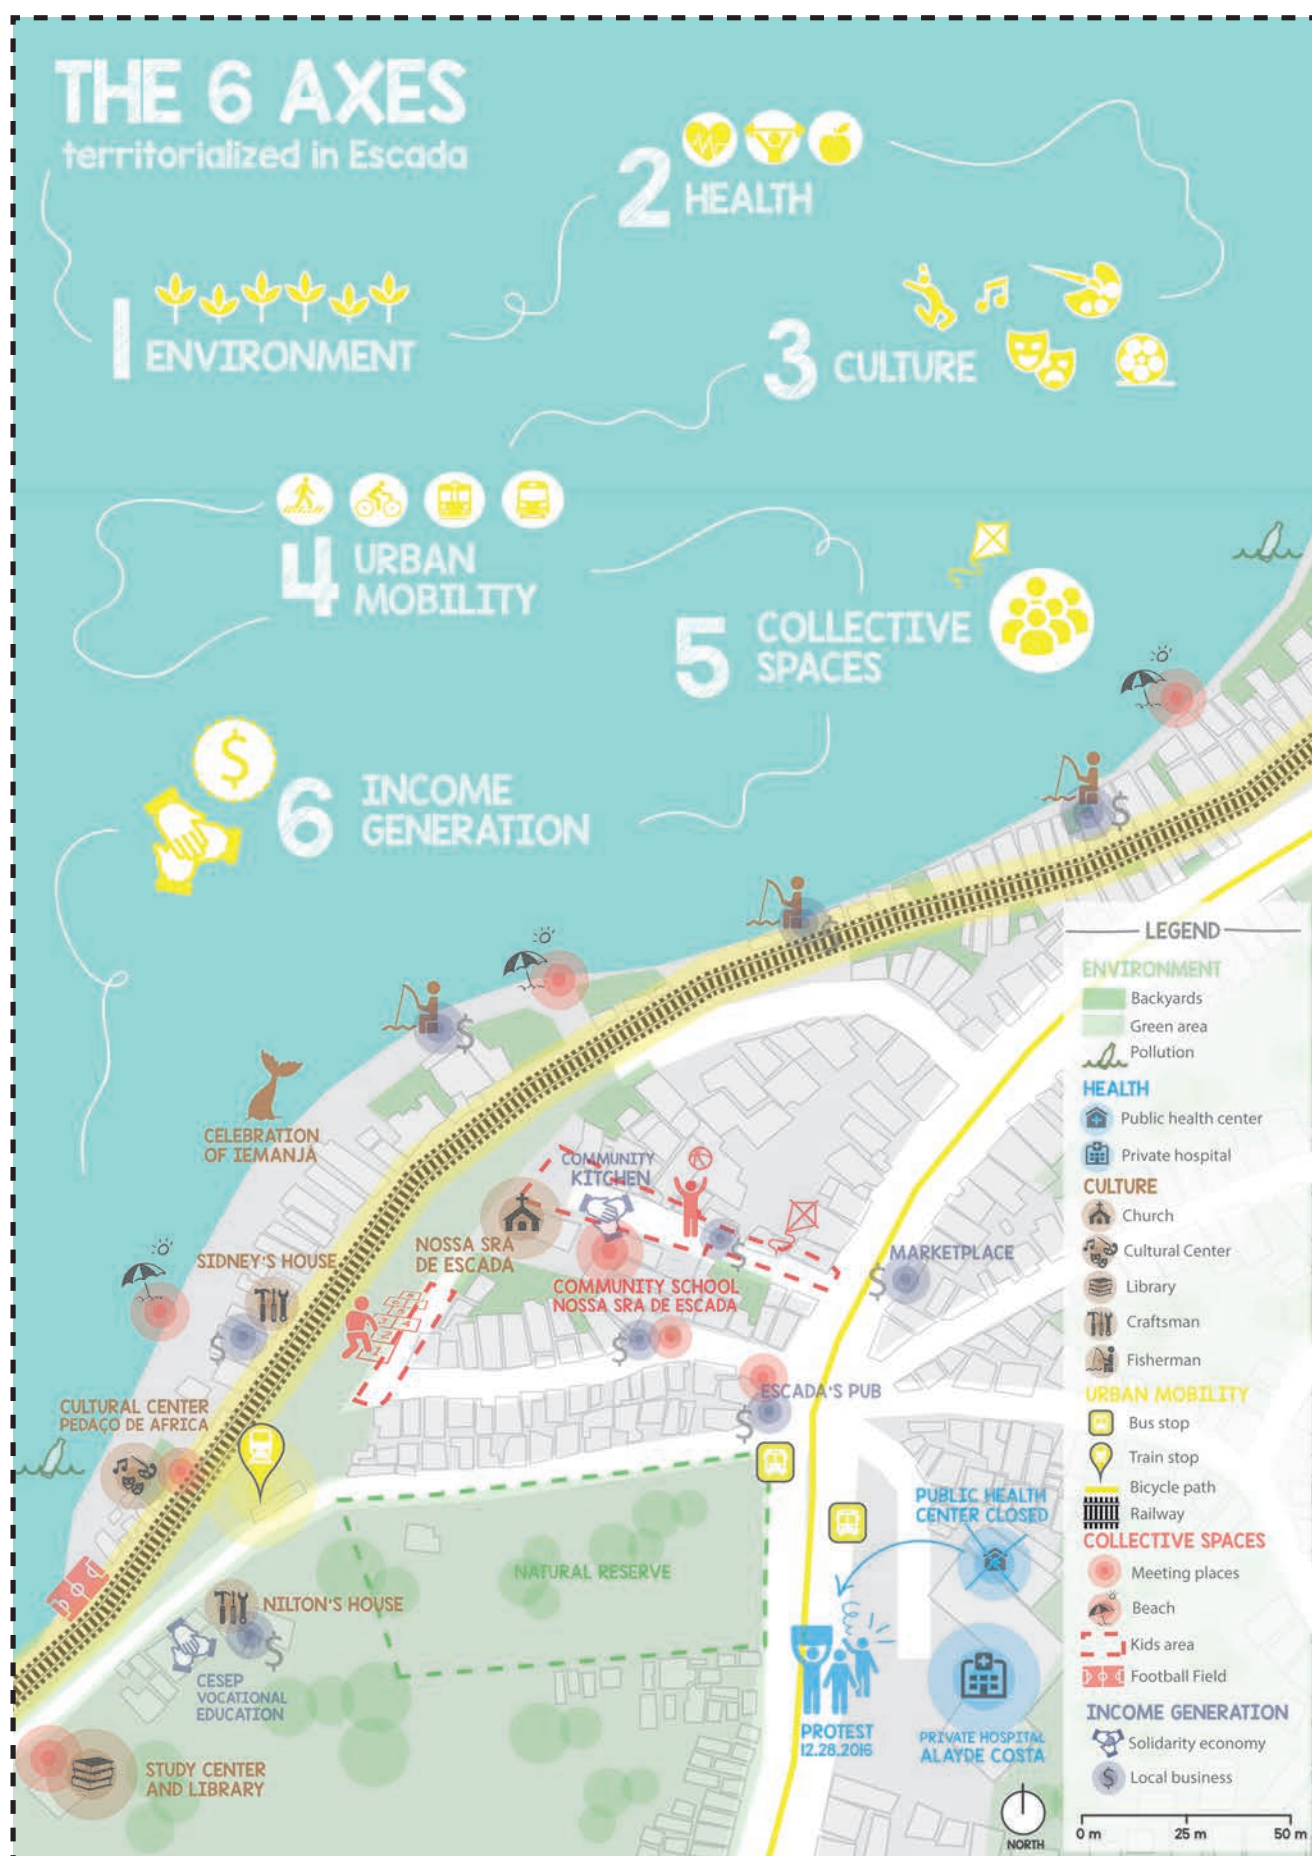 THE 6 AXES
territorialized in Escada
2 HEALTH
1 ENVIRONMENT
3 CULTURE
4 URBAN
MOBILITY
5 COLLECTIVE
SPACES
$
6 INCOME
GENERATION
$
$
$
CELEBRATION
OF IEMANJÁ
COMMUNITY
KITCHEN
NOSSA SRA
DE ESCADA
$
SIDNEY'S HOUSE
$
COMMUNITY SCHOOL
NOSSA SRA DE ESCADA
$
MARKETPLACE
$
ESCADA'S PUB
$
CULTURAL CENTER
PEDAÇO DE AFRICA
NATURAL RESERVE
PUBLIC HEALTH
CENTER CLOSED
NILTON'S HOUSE
$
CESEP
VOCATIONAL
EDUCATION
PROTEST
12.28.2016
PRIVATE HOSPITAL
ALAYDE COSTA
STUDY CENTER
AND LIBRARY
LEGEND
ENVIRONMENT
Backyards
Green area
Pollution
HEALTH
Public health center
Private hospital
CULTURE
Church
Cultural Center
Library
Craftsman
Fisherman
URBAN MOBILITY
Bus stop
Train stop
Bicycle path
Railway
COLLECTIVE SPACES
Meeting places
Beach
Kids area
Football Field
INCOME GENERATION
Solidarity economy
$ Local business
NORTH
0 m 25 m 50 m